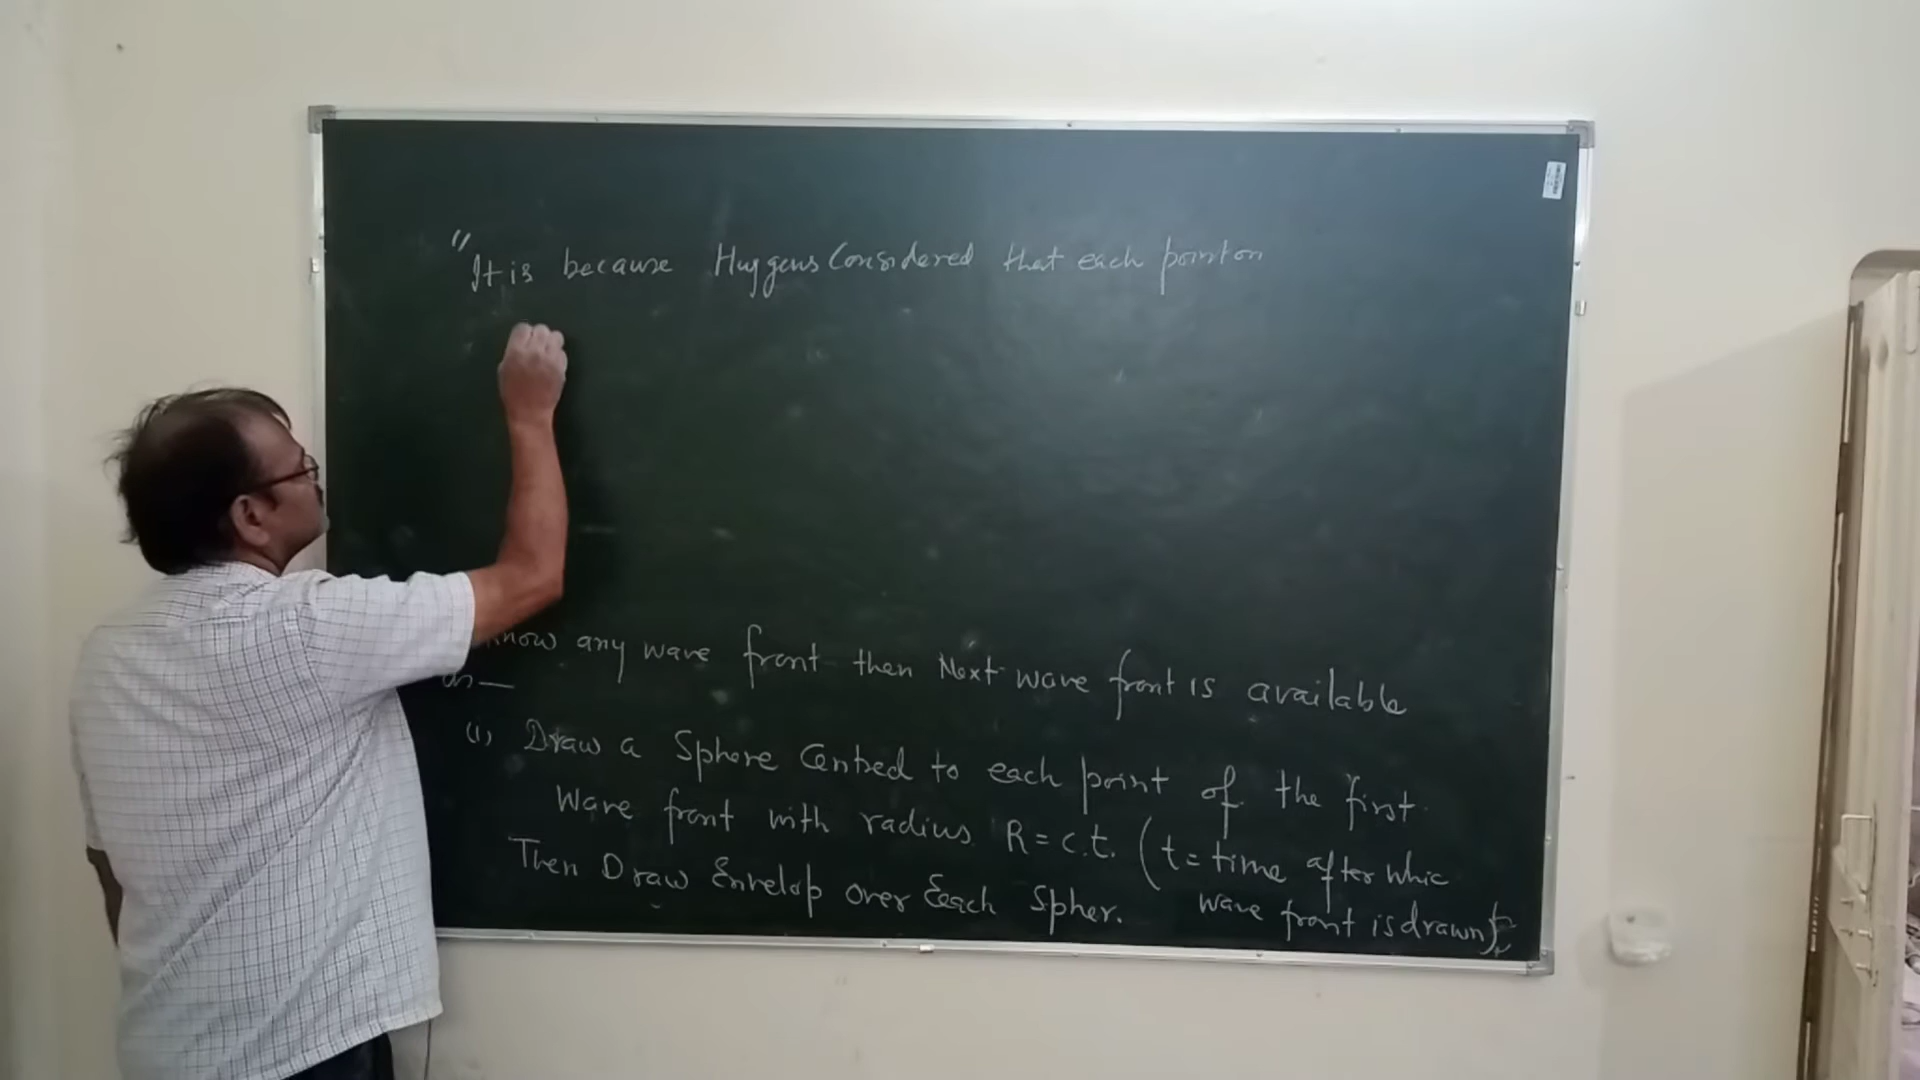 "It is because Huygens Considered that each point on
know any wave front then Next wave front is available
as —
(1) Draw a Sphere Centred to each point of the first
wave front with radius R = c.t. (t = time after whic
Then Draw Envelop over Each Spher. wave front is drawn)